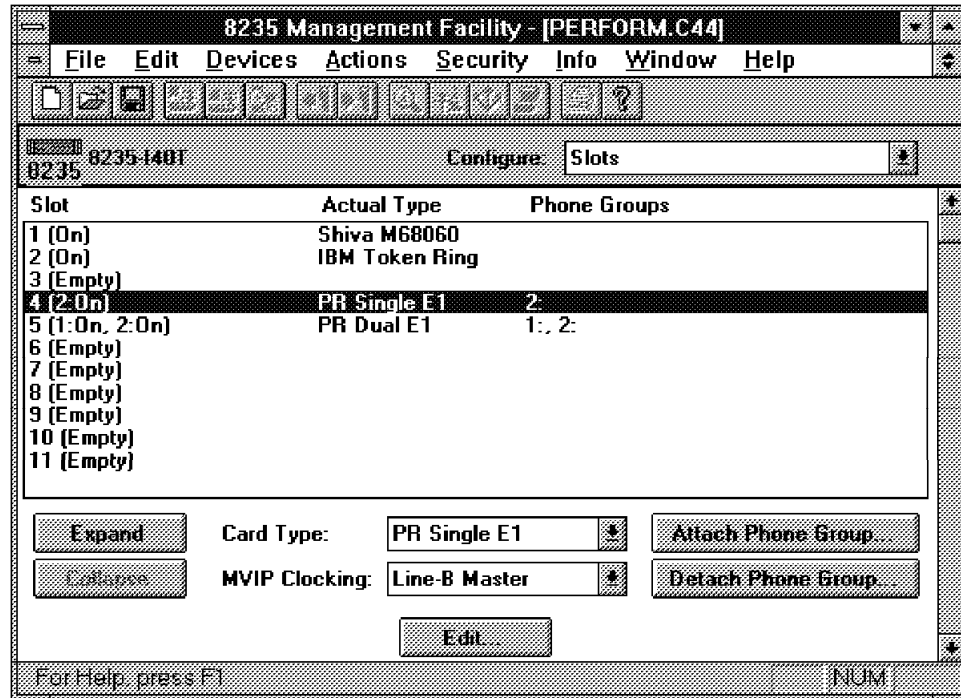 8235 Management Facility - [PERFORM.C44]
File Edit Devices Actions Security Info Window Help
8235 8235-I40T Configure: Slots
Slot Actual Type Phone Groups
1 (On) Shiva M68060
2 (On) IBM Token Ring
3 (Empty)
4 (2:On) PR Single E1 2:
5 (1:On, 2:On) PR Dual E1 1:, 2:
6 (Empty)
7 (Empty)
8 (Empty)
9 (Empty)
10 (Empty)
11 (Empty)
Expand Card Type: PR Single E1 Attach Phone Group...
Collapse MVIP Clocking: Line-B Master Detach Phone Group...
Edit...
For Help, press F1 NUM